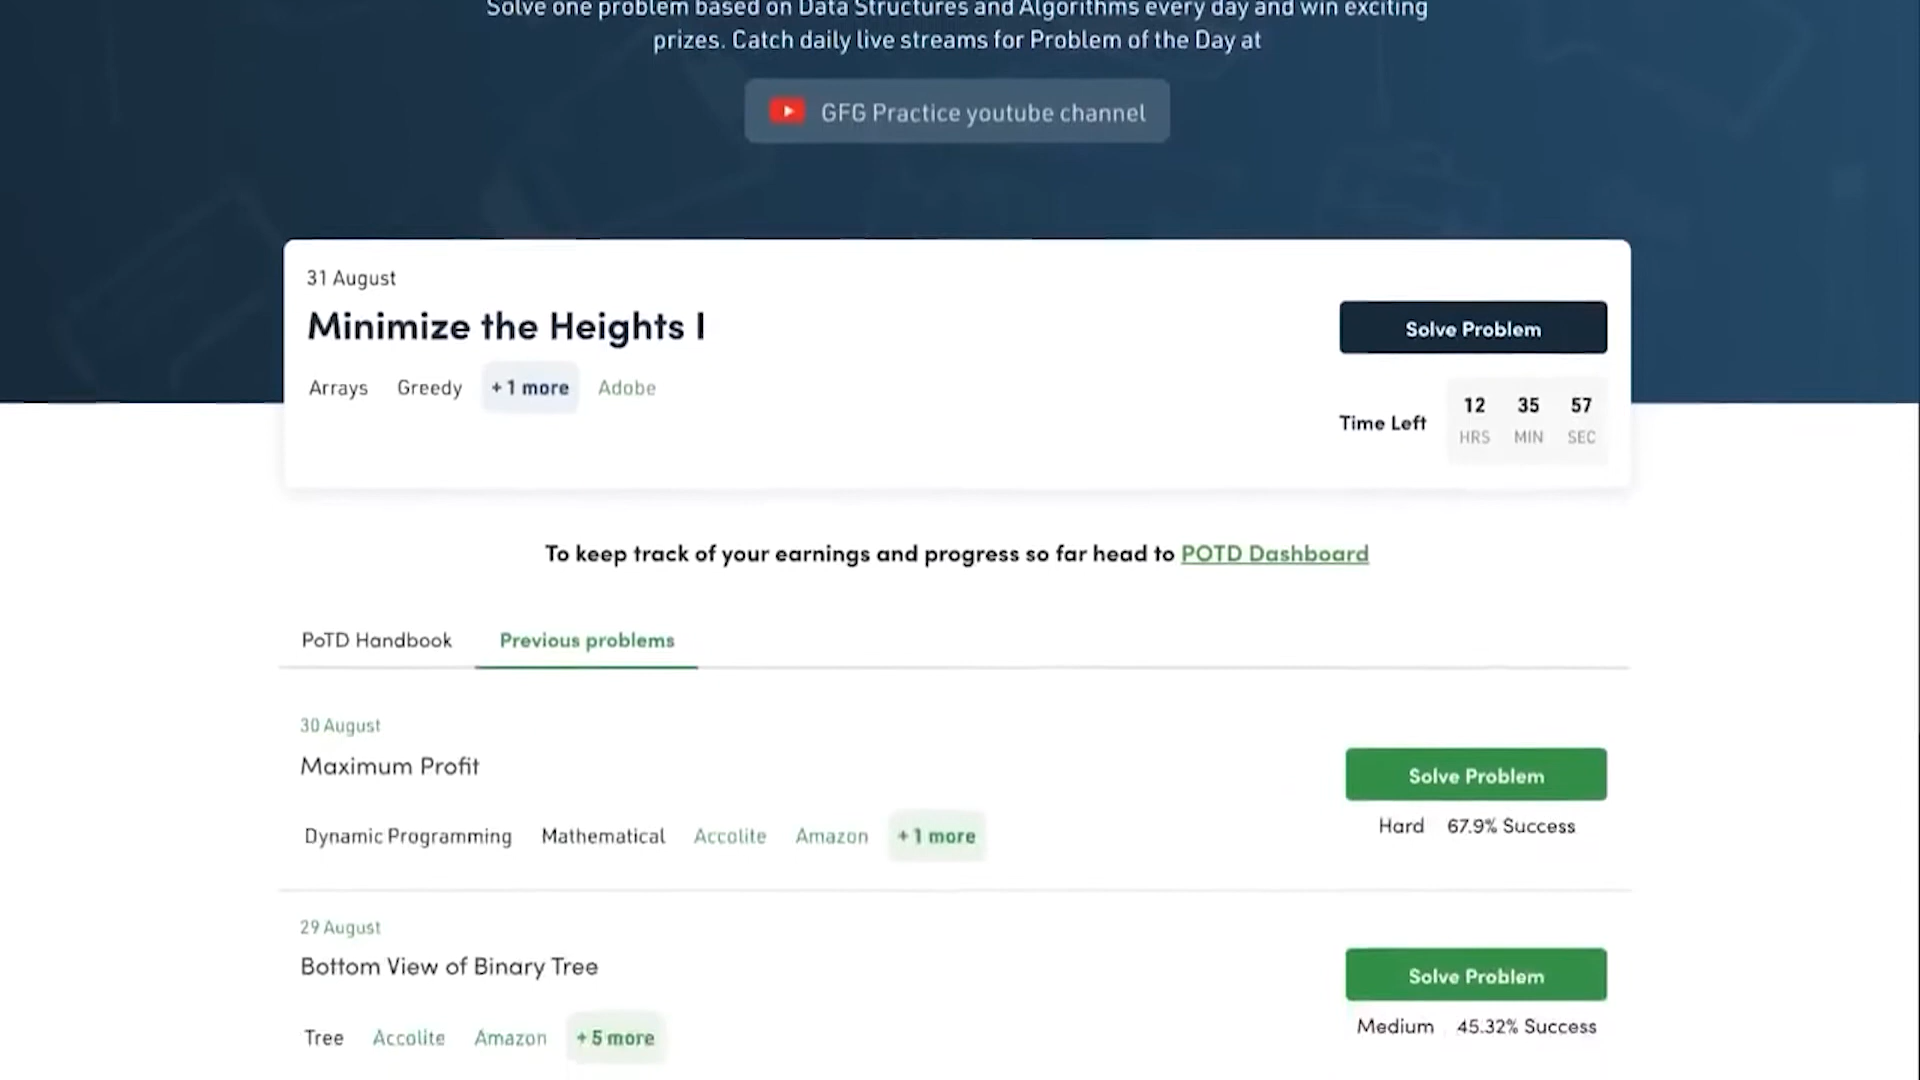 Solve one problem based on Data Structures and Algorithms every day and win exciting
prizes. Catch daily live streams for Problem of the Day at
GFG Practice youtube channel
31 August
Minimize the Heights I
Solve Problem
Arrays Greedy + 1 more Adobe
Time Left
12 35 57
HRS MIN SEC
To keep track of your earnings and progress so far head to POTD Dashboard
PoTD Handbook Previous problems
30 August
Maximum Profit
Solve Problem
Hard 67.9% Success
Dynamic Programming Mathematical Accolite Amazon + 1 more
29 August
Bottom View of Binary Tree
Solve Problem
Medium 45.32% Success
Tree Accolite Amazon + 5 more